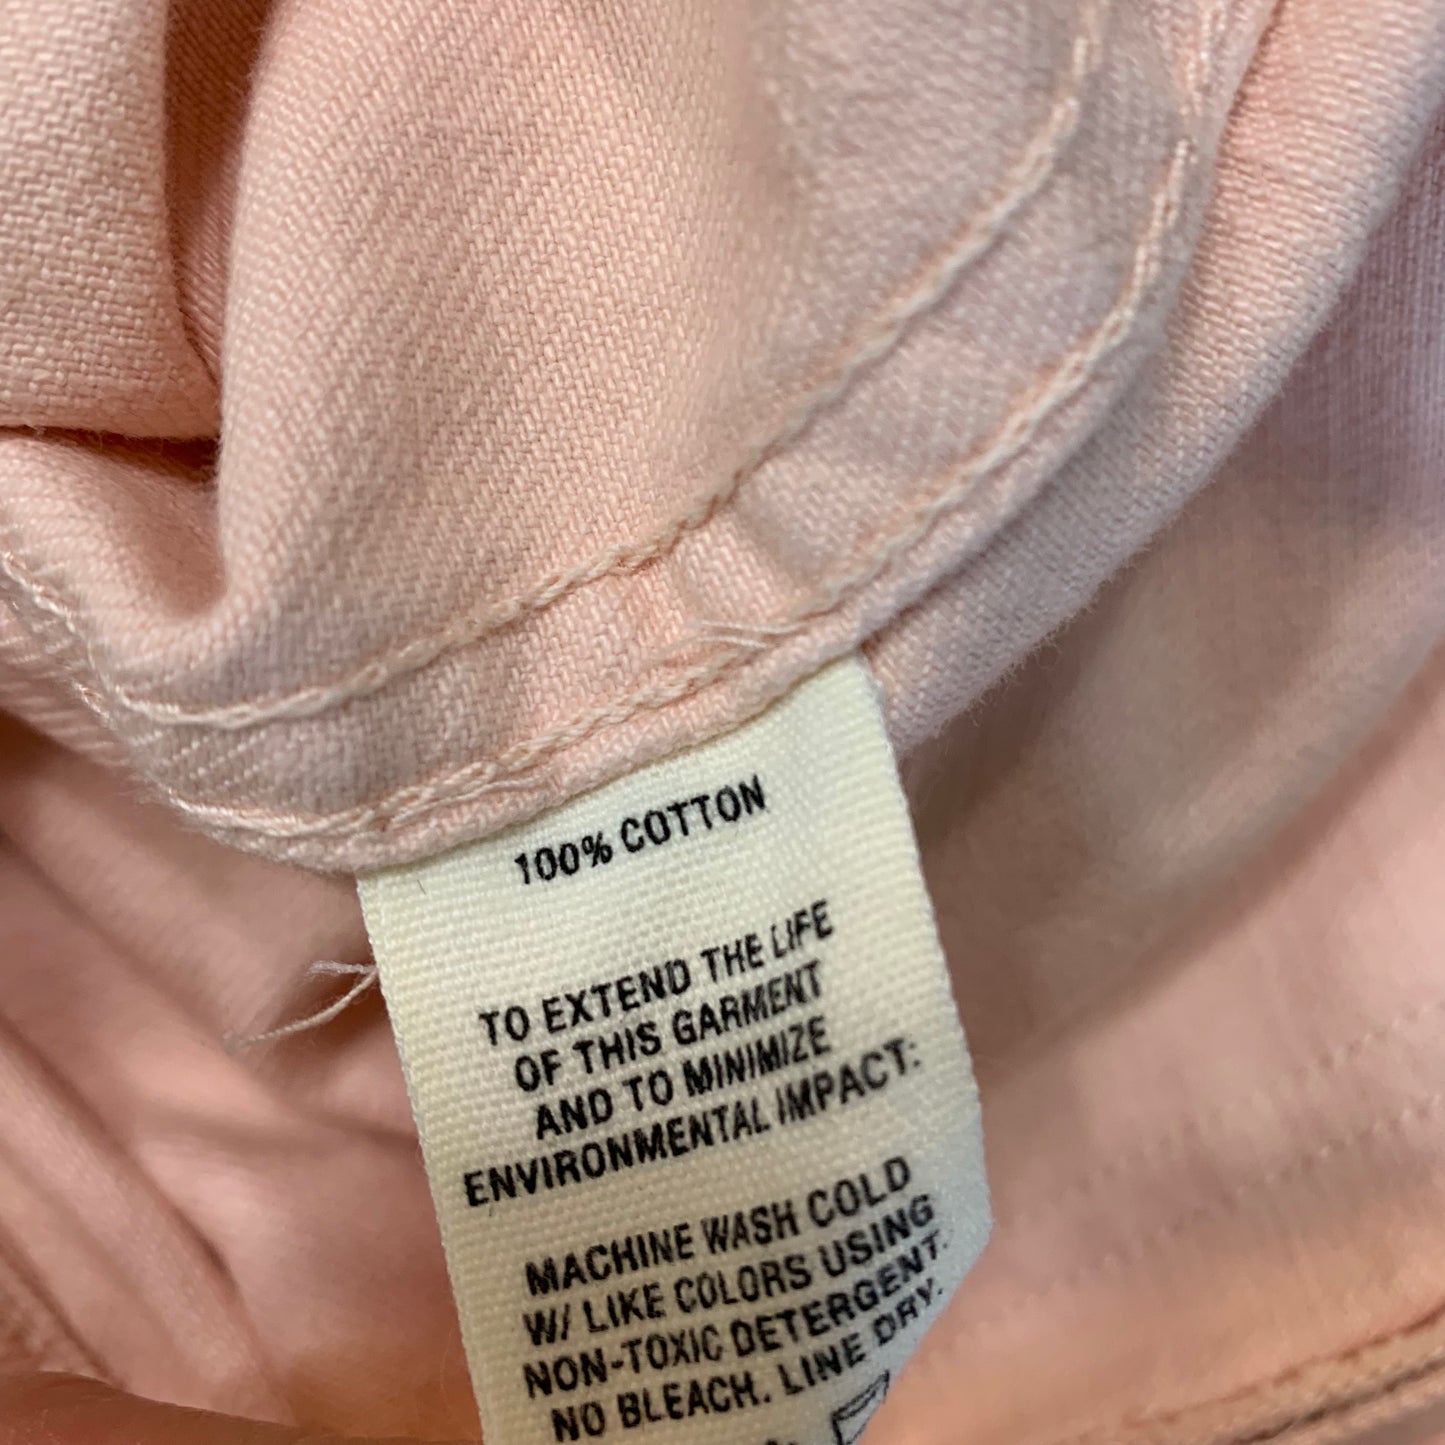 100% COTTON
TO EXTEND THE LIFE
OF THIS GARMENT
AND TO MINIMIZE
ENVIRONMENTAL IMPACT:
MACHINE WASH COLD
W/ LIKE COLORS USING
NON-TOXIC DETERGENT.
NO BLEACH. LINE DRY.